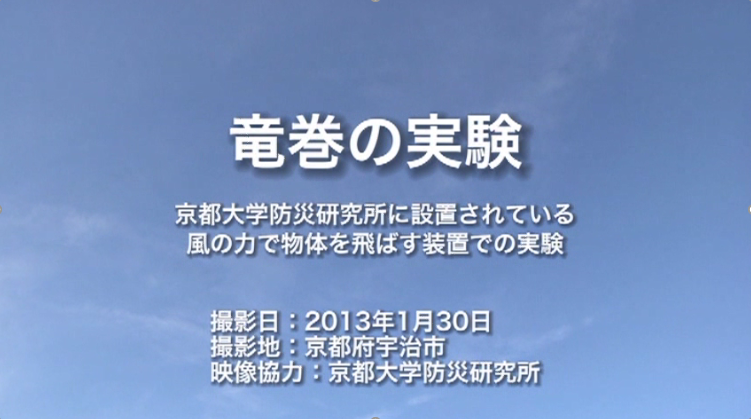 竜巻の実験
京都大学防災研究所に設置されている
風の力で物体を飛ばす装置での実験
撮影日：2013年1月30日
撮影地：京都府宇治市
映像協力：京都大学防災研究所